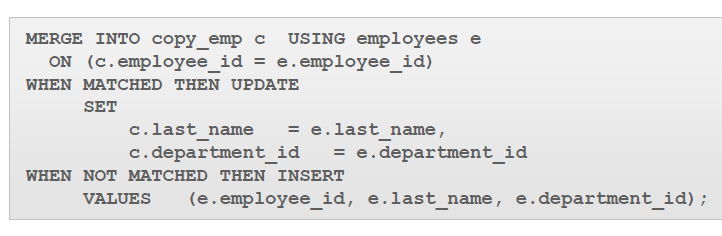 MERGE INTO copy_emp c USING employees e
ON (c.employee_id = e.employee_id)
WHEN MATCHED THEN UPDATE
SET
c.last_name = e.last_name,
c.department_id = e.department_id
WHEN NOT MATCHED THEN INSERT
VALUES (e.employee_id, e.last_name, e.department_id);